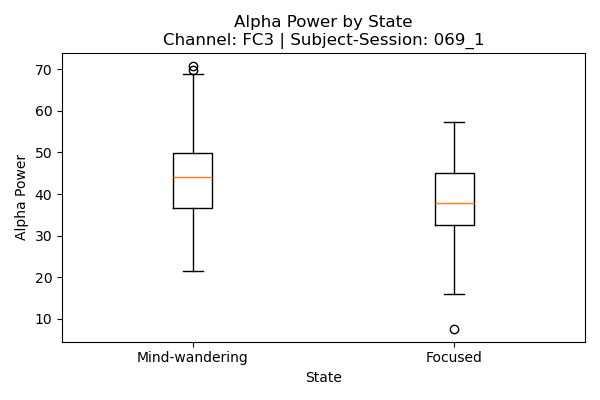 Alpha Power by State
Channel: FC3 | Subject-Session: 069_1
Alpha Power
70
60
50
40
30
20
10
Mind-wandering
Focused
State